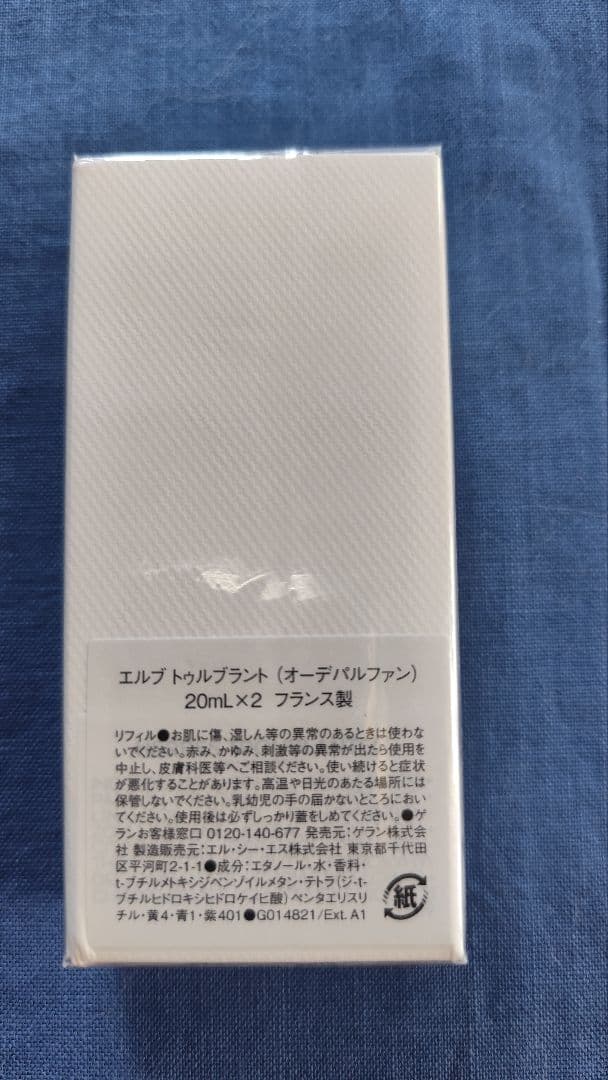 エルブ トゥルブラント (オーデパルファン)
20mL×2 フランス製
リフィル●お肌に傷、湿しん等の異常のあるときは使わな
いでください。赤み、かゆみ、刺激等の異常が出たら使用を
中止し、皮膚科医等へご相談ください。使い続けると症状
が悪化することがあります。高温や日光のあたる場所には
保管しないでください。乳幼児の手の届かないところにおい
てください。使用後は必ずしっかり蓋をしめてください。●ゲ
ランお客様窓口 0120-140-677 発売元:ゲラン株式会
社 製造販売元:エル・シー・エス株式会社 東京都千代田
区平河町2-1-1●成分:エタノール・水・香料・
t-ブチルメトキシジベンゾイルメタン・テトラ(ジ-t-
ブチルヒドロキシヒドロケイヒ酸)ペンタエリスリ
チル・黄4・青1・紫401●G014821/Ext. A1
紙